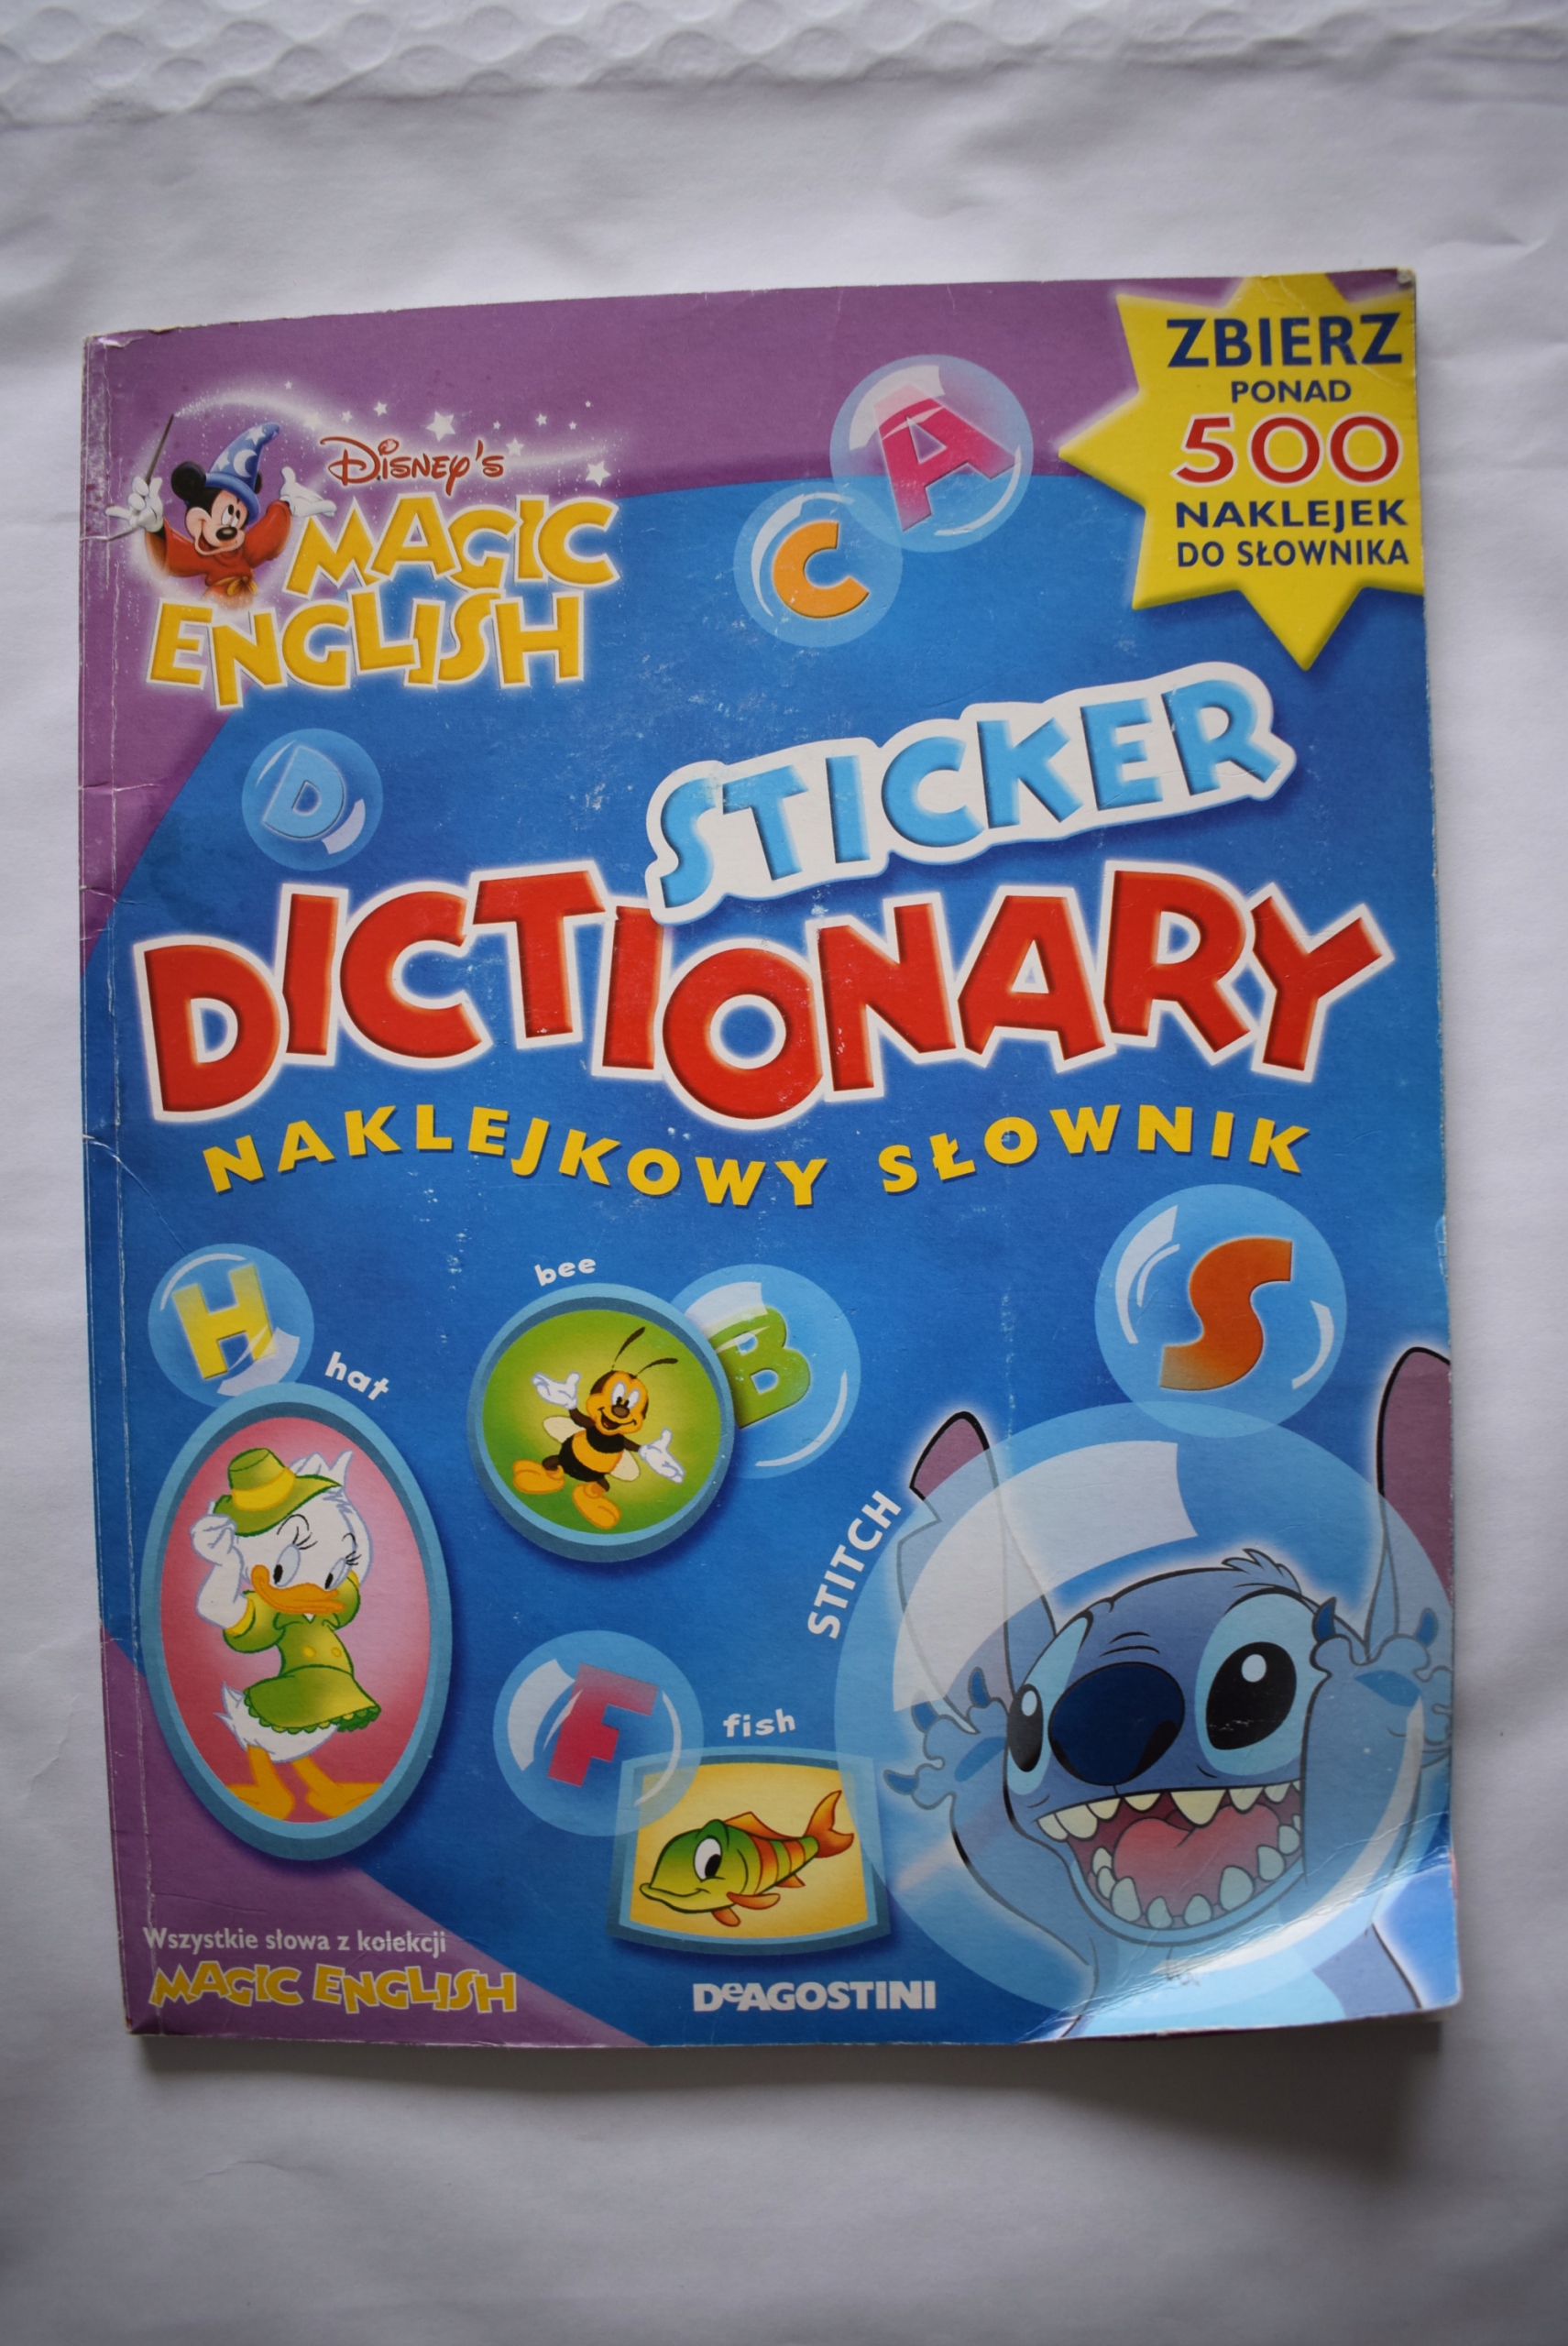 ZBIERZ
PONAD
500
NAKLEJEK
DO SŁOWNIKA
DISNEY'S
MAGIC
ENGLISH
A
C
D
STICKER
DICTIONARY
NAKLEJKOWY SŁOWNIK
H
hat
bee
B
S
STITCH
F
fish
Wszystkie słowa z kolekcji
MAGIC ENGLISH
DeAGOSTINI